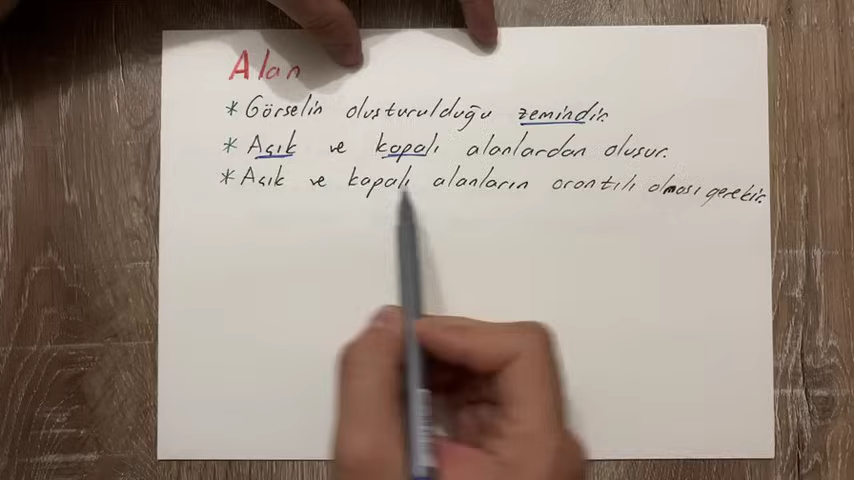 Alan
* Görselin oluşturulduğu zemindir.
* Açık ve kapalı alanlardan oluşur.
* Açık ve kapalı alanların orantılı olması gerekir.